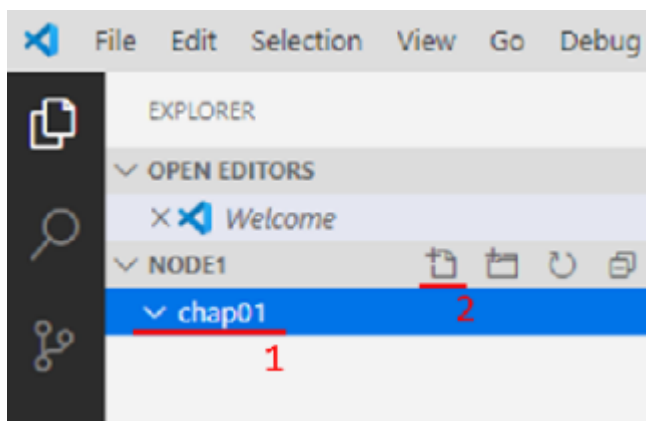 File Edit Selection View Go Debug
EXPLORER
OPEN EDITORS
Welcome
NODE1
2
chap01
1